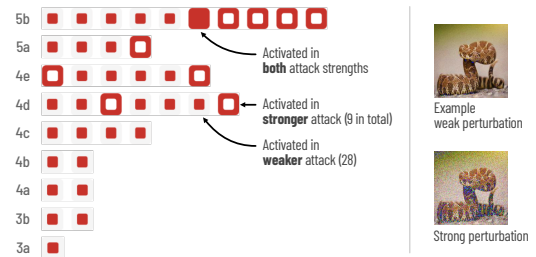 5b
5a
4e
4d
4c
4b
4a
3b
3a
Activated in
both attack strengths
Activated in
stronger attack (9 in total)
Activated in
weaker attack (28)
Example
weak perturbation
Strong perturbation